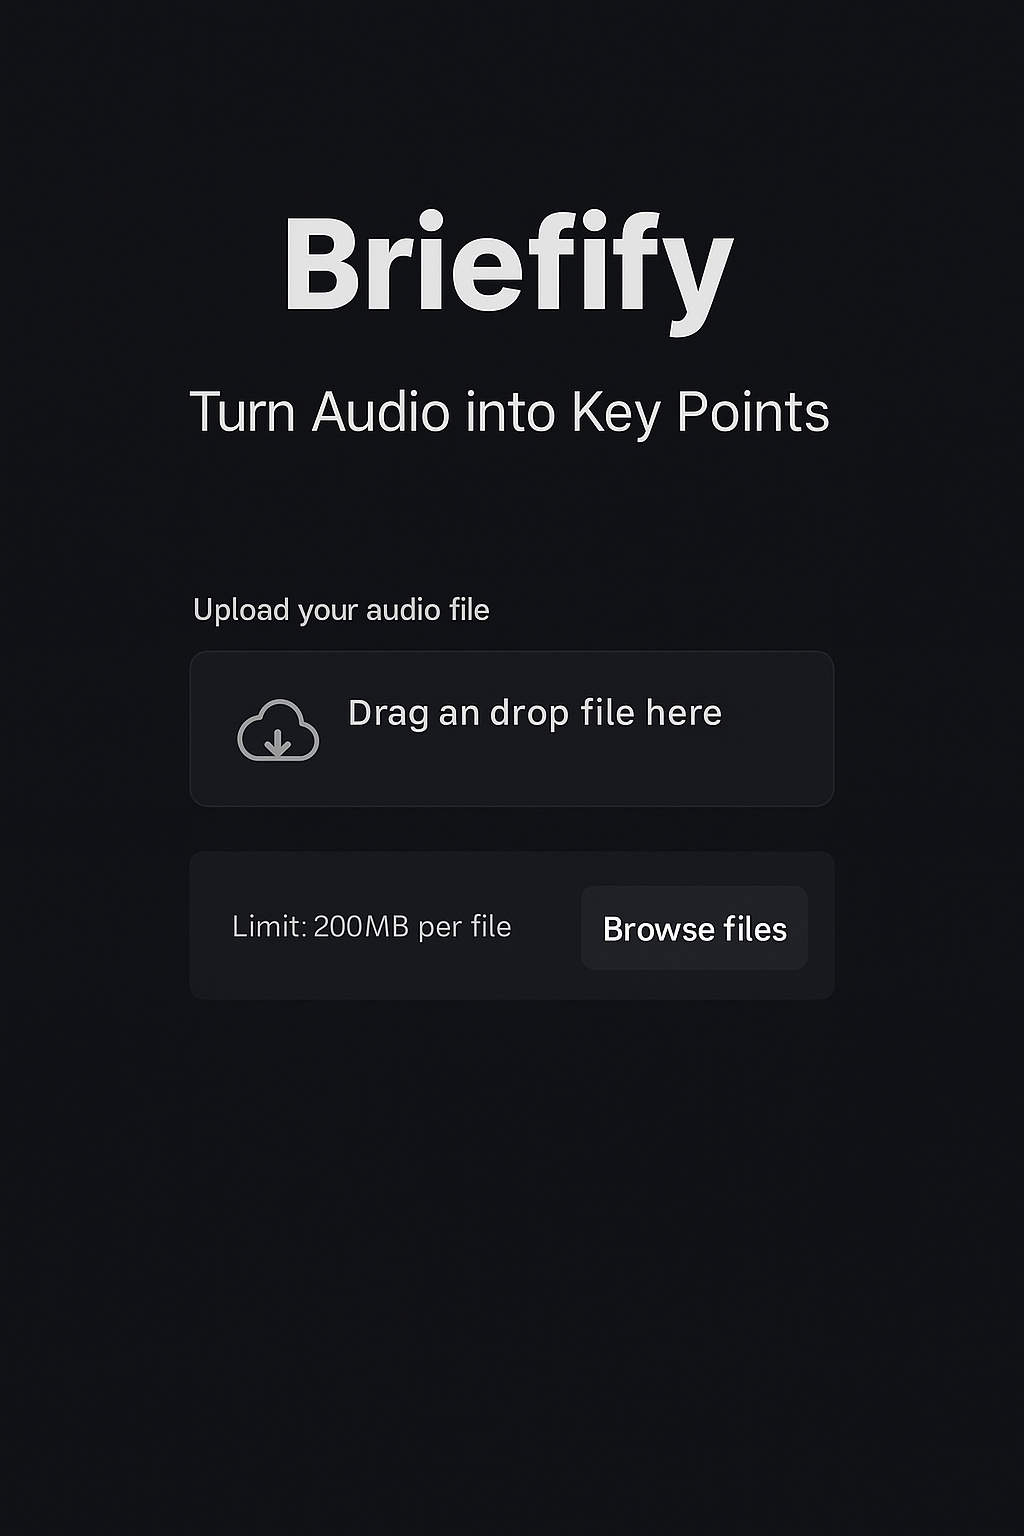 Briefify
Turn Audio into Key Points
Upload your audio file
Drag an drop file here
Limit: 200MB per file
Browse files